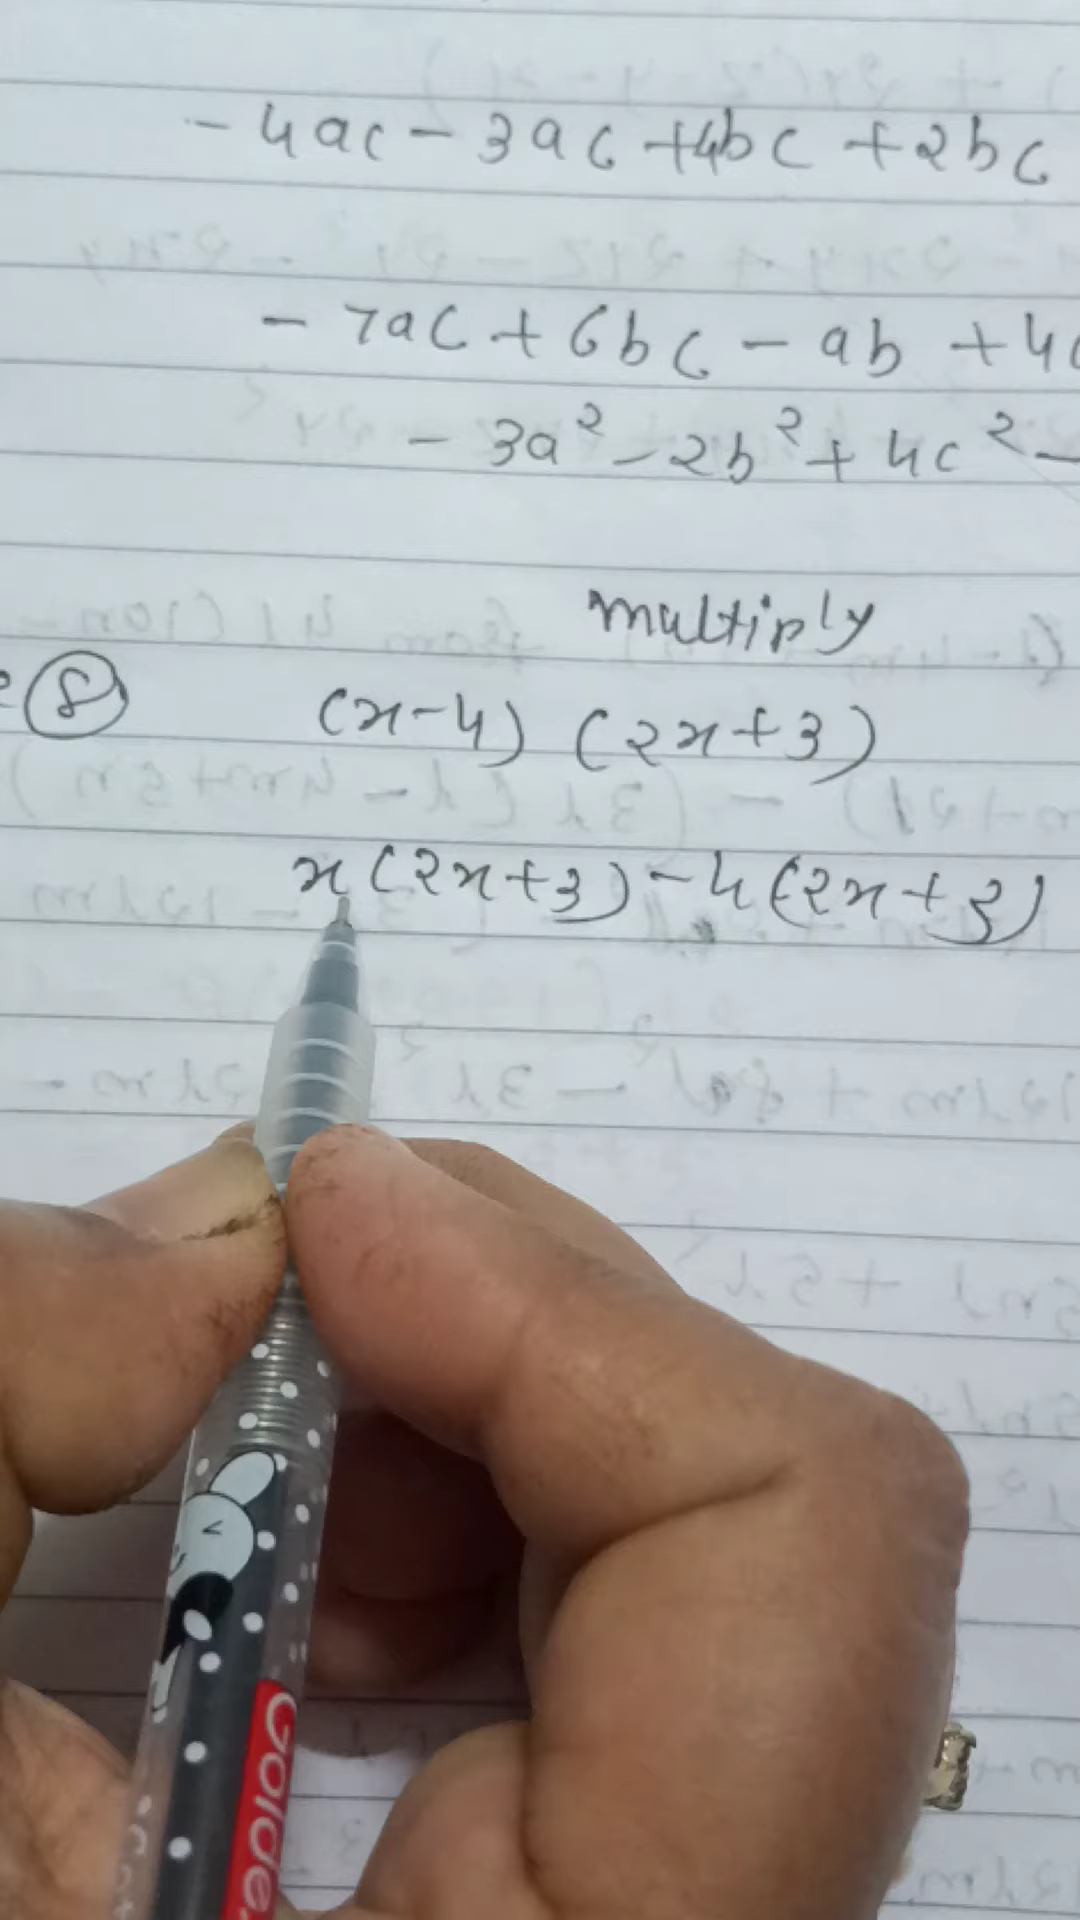 - 4ac - 3ac +4bc +2bc
- 7ac + 6bc - ab + 4
- 3a² - 2b² + 4c² -
multiply
8 (x-4) (2x+3)
x(2x+3) - 4(2x+3)
Golde